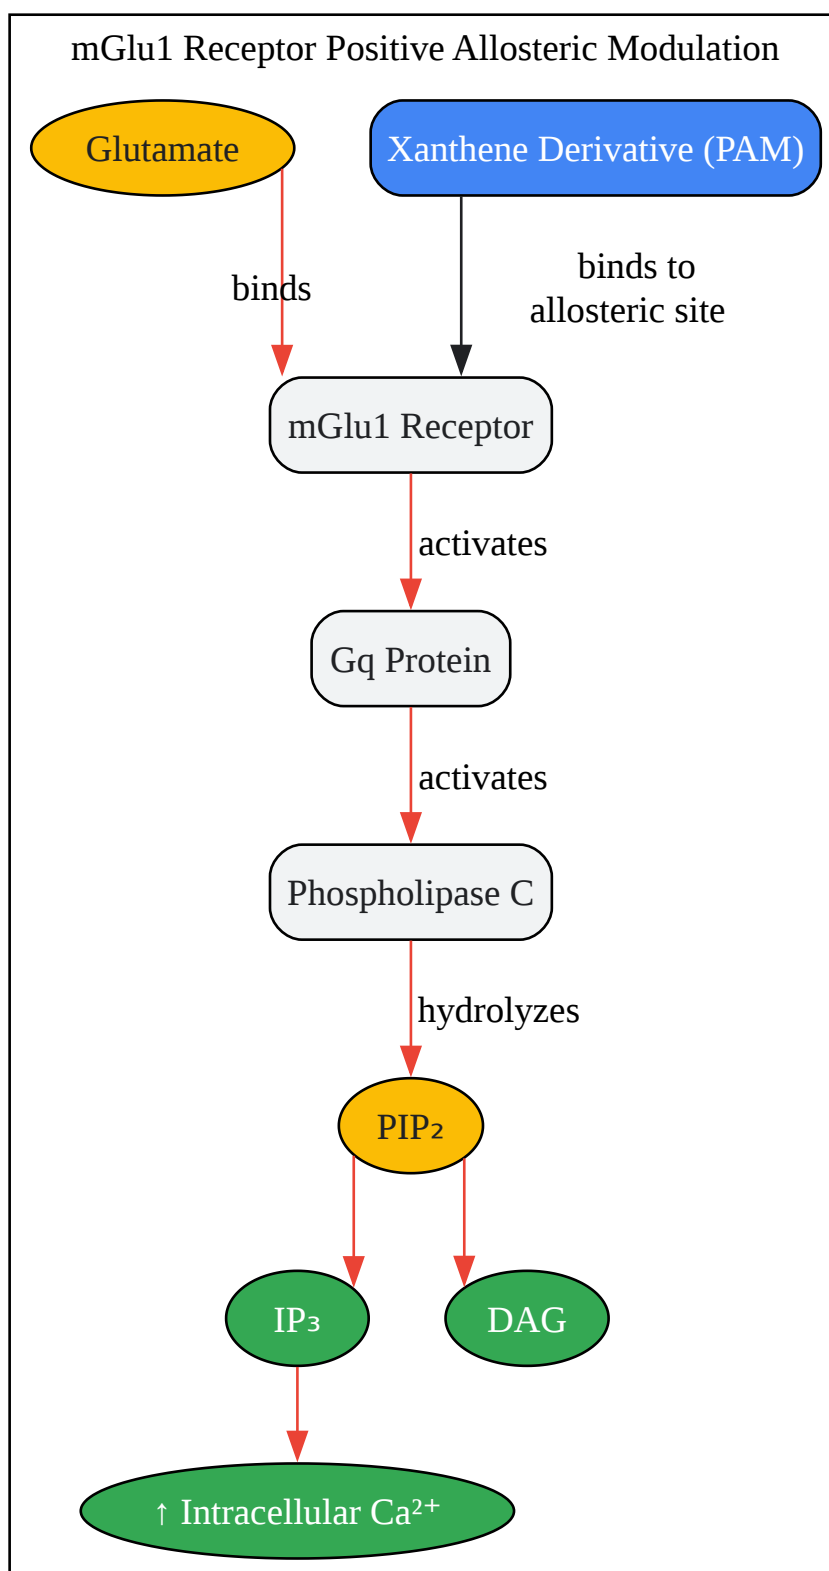 mGlu1 Receptor Positive Allosteric Modulation
Glutamate
Xanthene Derivative (PAM)
binds
binds to
allosteric site
mGlu1 Receptor
activates
Gq Protein
activates
Phospholipase C
hydrolyzes
PIP₂
IP₃
DAG
↑ Intracellular Ca²⁺